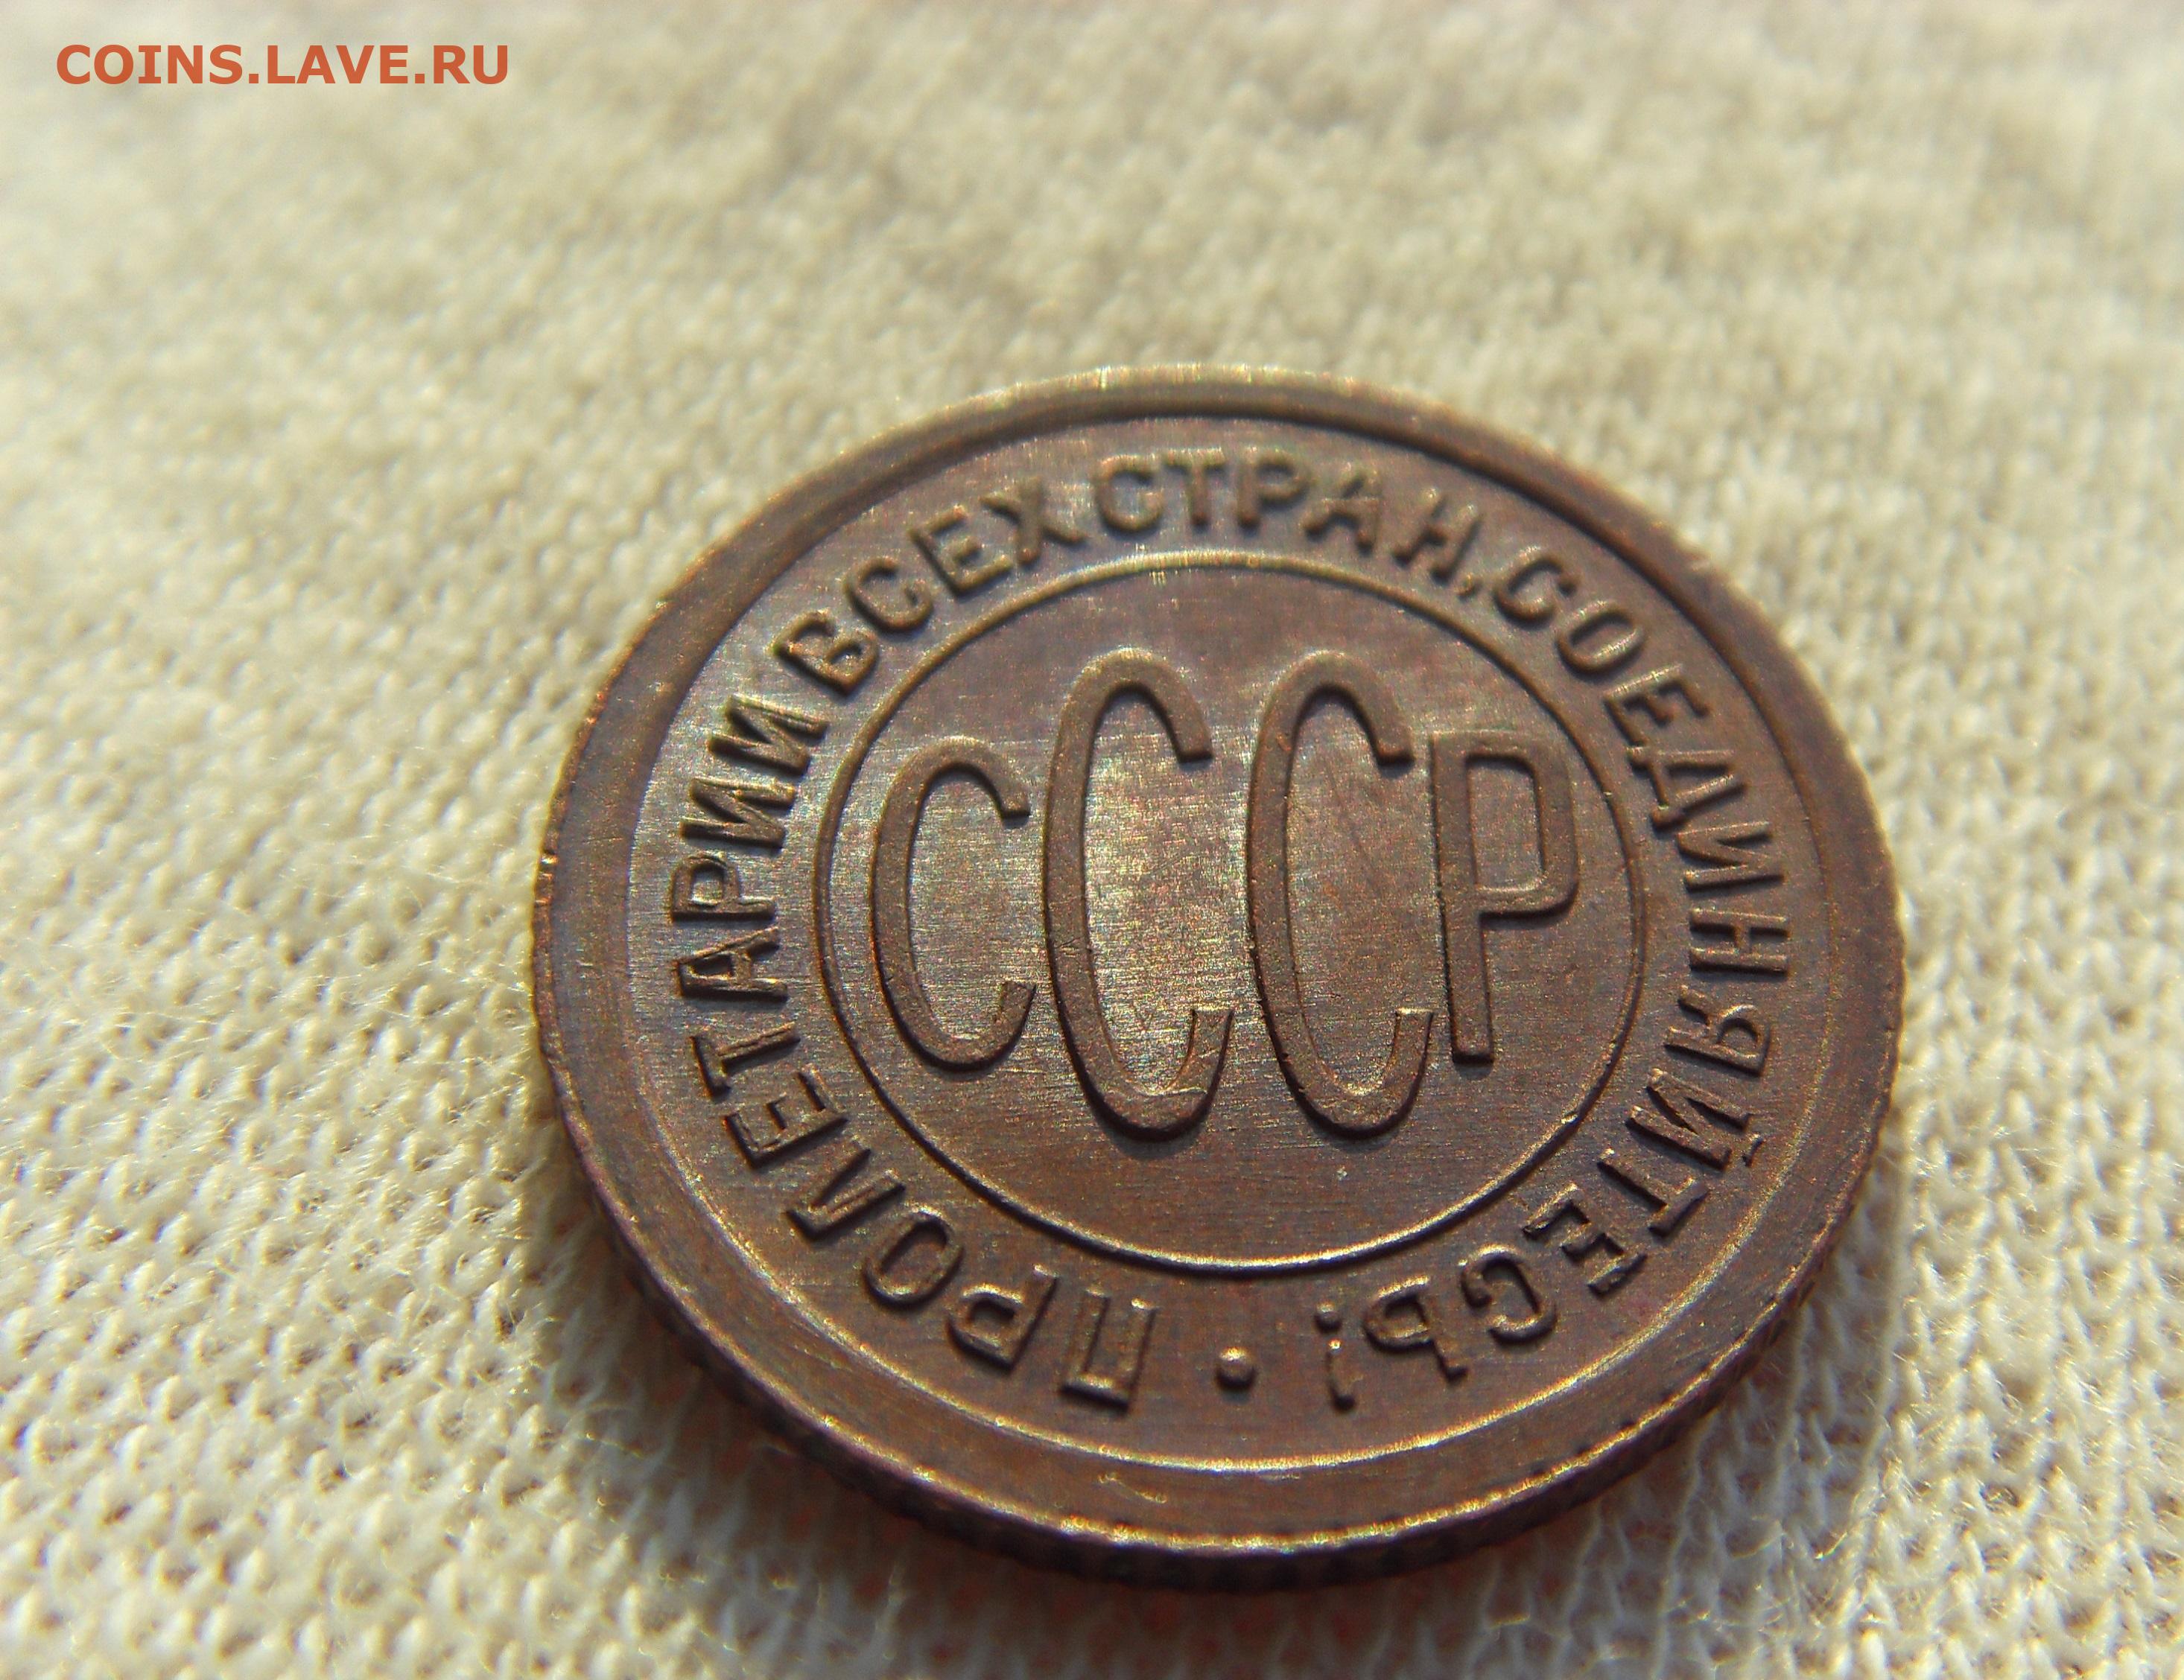 COINS.LAVE.RU
ПРОЛЕТАРИИ ВСЕХ СТРАН, СОЕДИНЯЙТЕСЬ! •
СССР